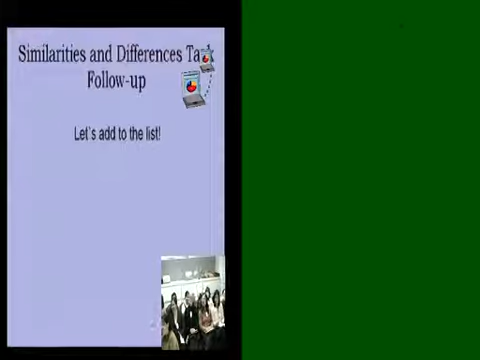 Similarities and Differences Task
Follow-up
Let`s add to the list!